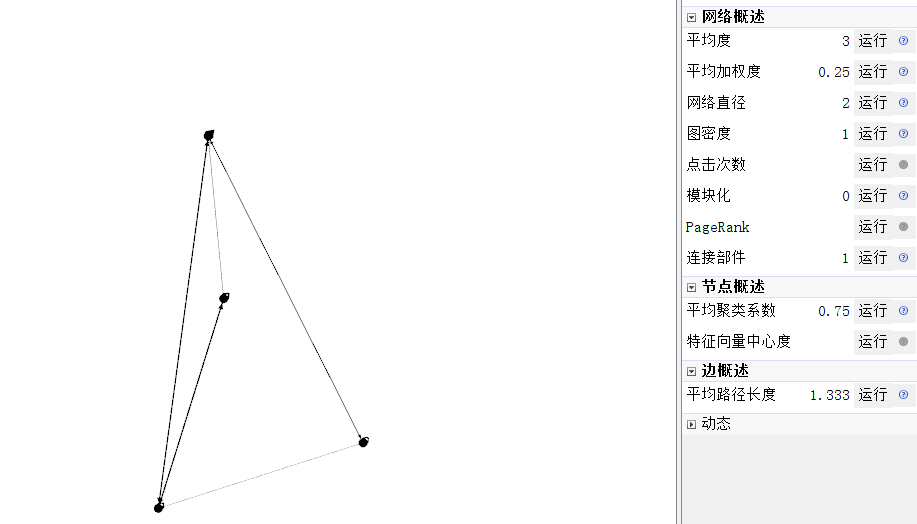 网络概述
平均度 3 运行
平均加权度 0.25 运行
网络直径 2 运行
图密度 1 运行
点击次数 运行
模块化 0 运行
PageRank 运行
连接部件 1 运行
节点概述
平均聚类系数 0.75 运行
特征向量中心度 运行
边概述
平均路径长度 1.333 运行
动态